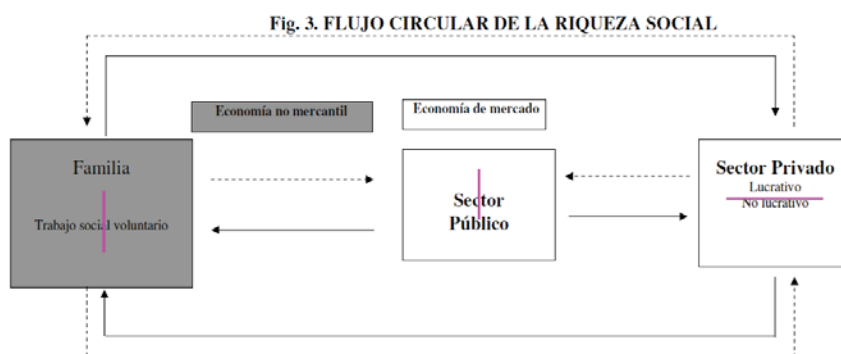 Fig. 3. FLUJO CIRCULAR DE LA RIQUEZA SOCIAL
Economía no mercantil
Economía de mercado
Familia
Trabajo social voluntario
Sector
Público
Sector Privado
Lucrativo
No lucrativo